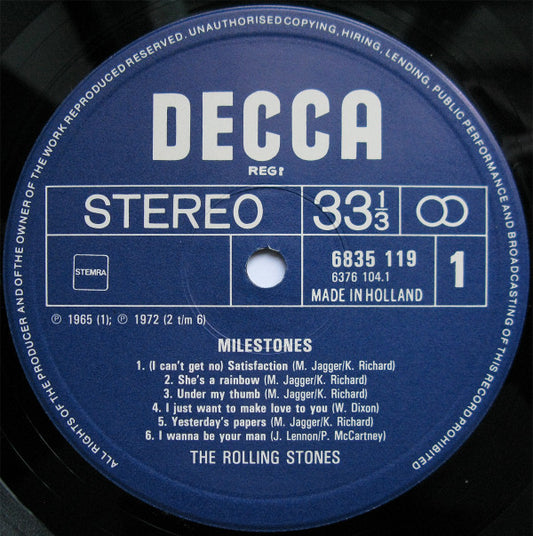 ALL RIGHTS OF THE PRODUCER AND OF THE OWNER OF THE WORK REPRODUCED RESERVED. UNAUTHORISED COPYING, HIRING, LENDING, PUBLIC PERFORMANCE AND BROADCASTING OF THIS RECORD PROHIBITED
DECCA
REGD
STEREO 33 1/3
STEMRA 6835 119 1
6376 104.1
MADE IN HOLLAND
℗ 1965 (1); ℗ 1972 (2 t/m 6)
MILESTONES
1. (I can't get no) Satisfaction (M. Jagger/K. Richard)
2. She's a rainbow (M. Jagger/K. Richard)
3. Under my thumb (M. Jagger/K. Richard)
4. I just want to make love to you (W. Dixon)
5. Yesterday's papers (M. Jagger/K. Richard)
6. I wanna be your man (J. Lennon/P. McCartney)
THE ROLLING STONES